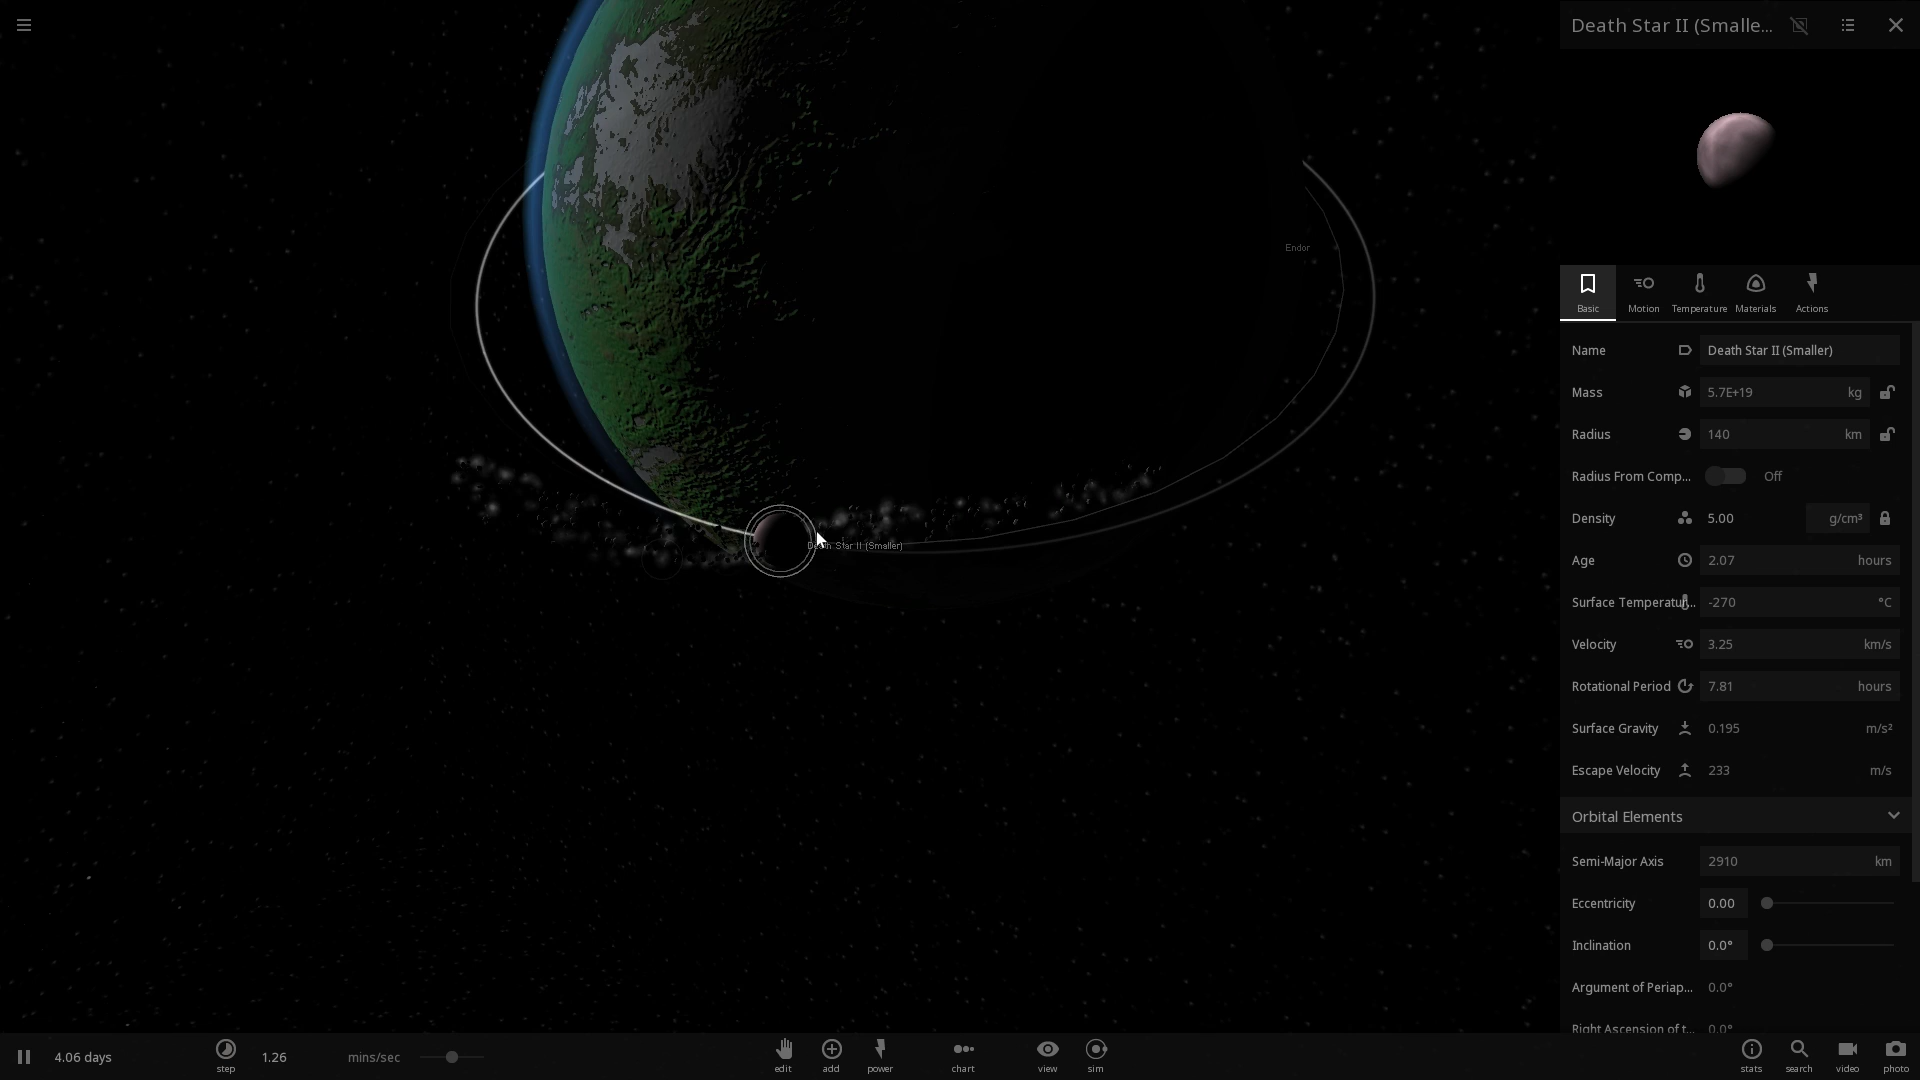 Death Star II (Smalle...
Endor
Death Star II (Smaller)
Basic
Motion
Temperature
Materials
Actions
Name Death Star II (Smaller)
Mass 5.7E+19 kg
Radius 140 km
Radius From Comp... Off
Density 5.00 g/cm³
Age 2.07 hours
Surface Temperatur... -270 °C
Velocity 3.25 km/s
Rotational Period 7.81 hours
Surface Gravity 0.195 m/s²
Escape Velocity 233 m/s
Orbital Elements
Semi-Major Axis 2910 km
Eccentricity 0.00
Inclination 0.0°
Argument of Periap... 0.0°
Right Ascension of t... 0.0°
4.06 days
step
1.26 mins/sec
edit
add
power
chart
view
sim
stats
search
video
photo